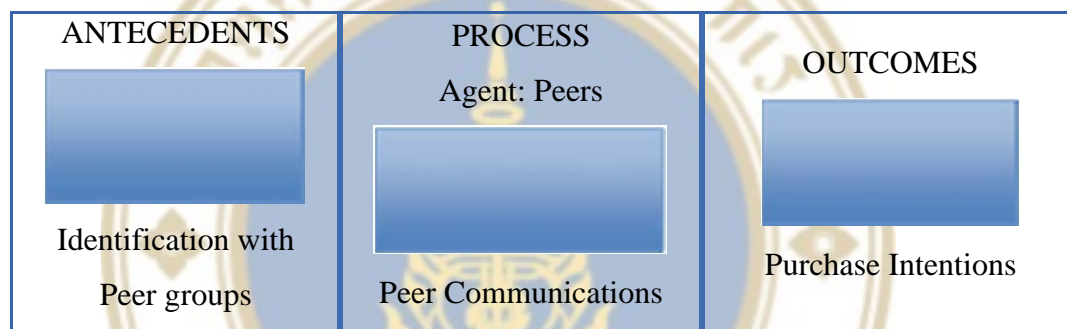 ANTECEDENTS
Identification with
Peer groups
PROCESS
Agent: Peers
Peer Communications
OUTCOMES
Purchase Intentions